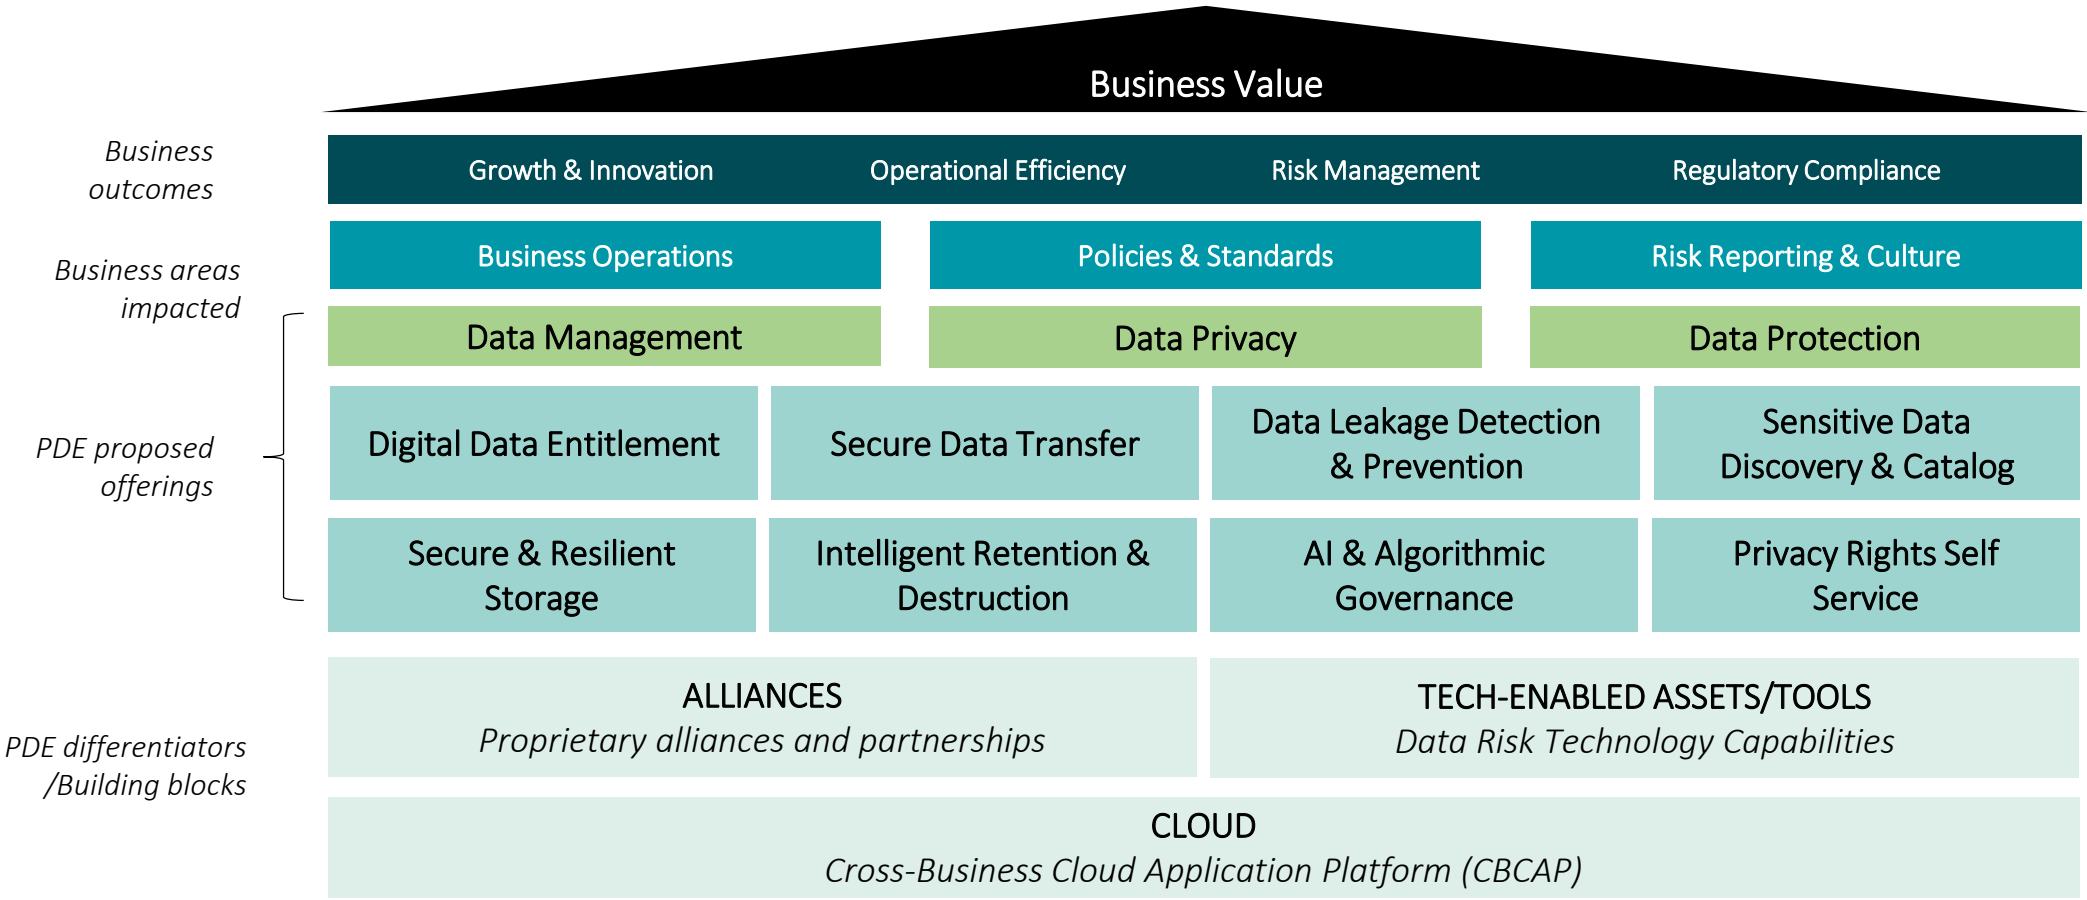 Business Value
Business
outcomes
Growth & Innovation
Operational Efficiency
Risk Management
Regulatory Compliance
Business areas
impacted
Business Operations
Policies & Standards
Risk Reporting & Culture
PDE proposed
offerings
Data Management
Data Privacy
Data Protection
Digital Data Entitlement
Secure Data Transfer
Data Leakage Detection
& Prevention
Sensitive Data
Discovery & Catalog
Secure & Resilient
Storage
Intelligent Retention &
Destruction
AI & Algorithmic
Governance
Privacy Rights Self
Service
PDE differentiators
/Building blocks
ALLIANCES
Proprietary alliances and partnerships
TECH-ENABLED ASSETS/TOOLS
Data Risk Technology Capabilities
CLOUD
Cross-Business Cloud Application Platform (CBCAP)